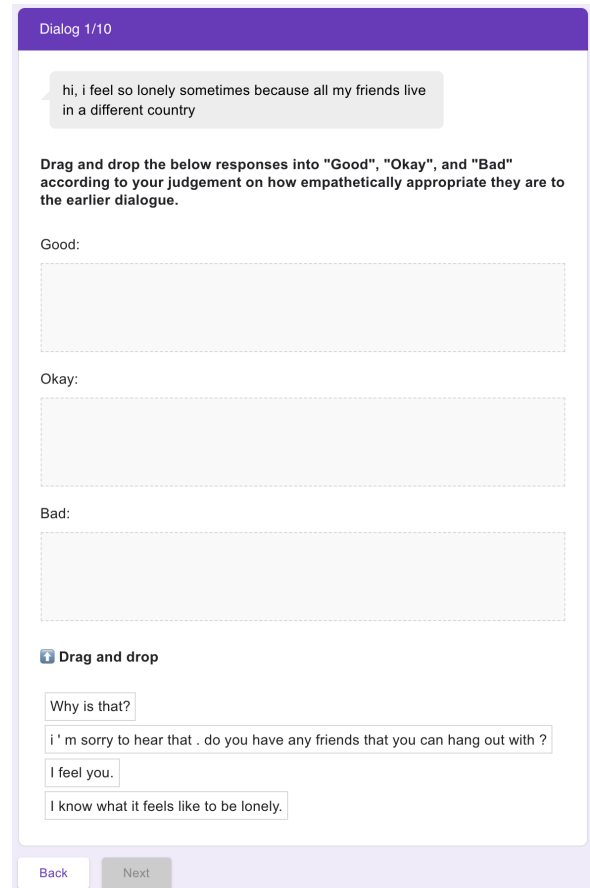 Dialog 1/10
hi, i feel so lonely sometimes because all my friends live
in a different country
Drag and drop the below responses into "Good", "Okay", and "Bad"
according to your judgement on how empathetically appropriate they are to
the earlier dialogue.
Good:
Okay:
Bad:
⬆️ Drag and drop
Why is that?
i ' m sorry to hear that . do you have any friends that you can hang out with ?
I feel you.
I know what it feels like to be lonely.
Back
Next